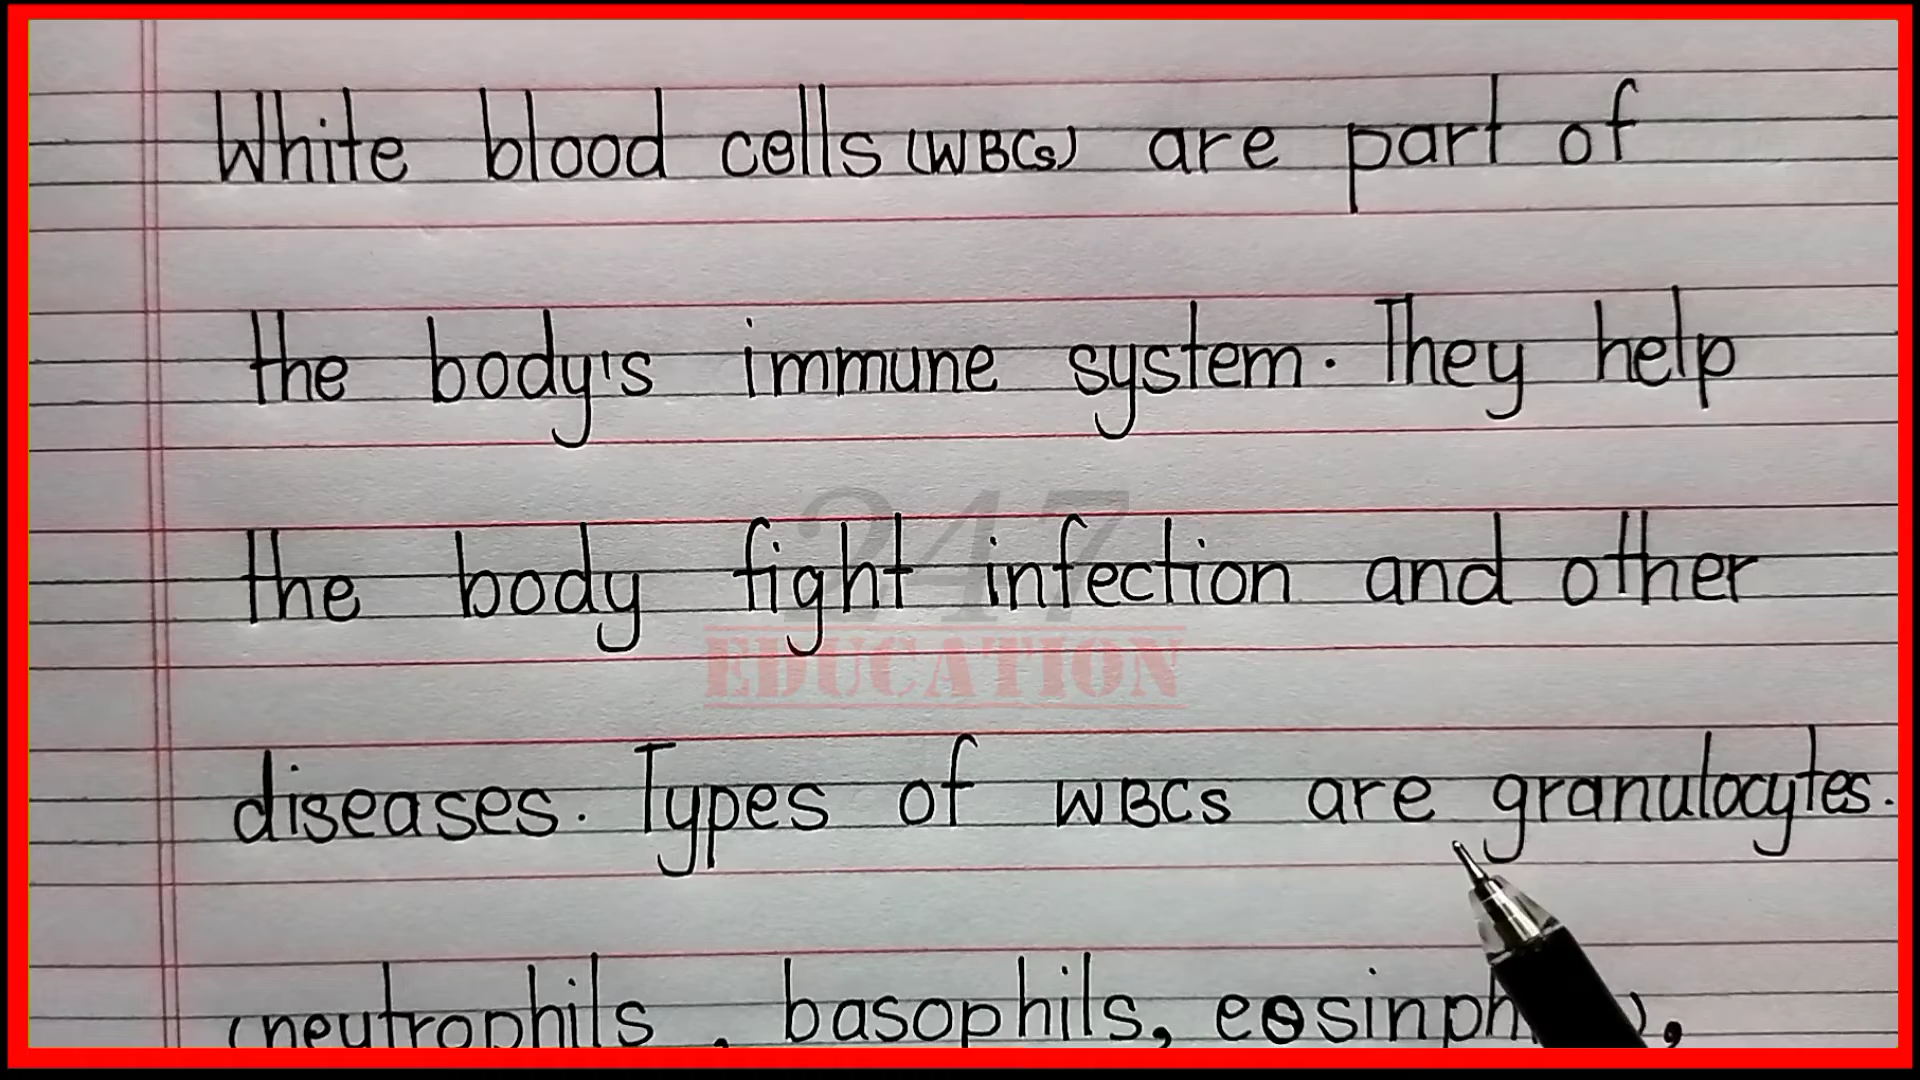 White blood cells (WBCs) are part of
the body's immune system. They help
the body fight infection and other
247
EDUCATION
diseases. Types of WBCs are granulocytes.
(neutrophils, basophils,